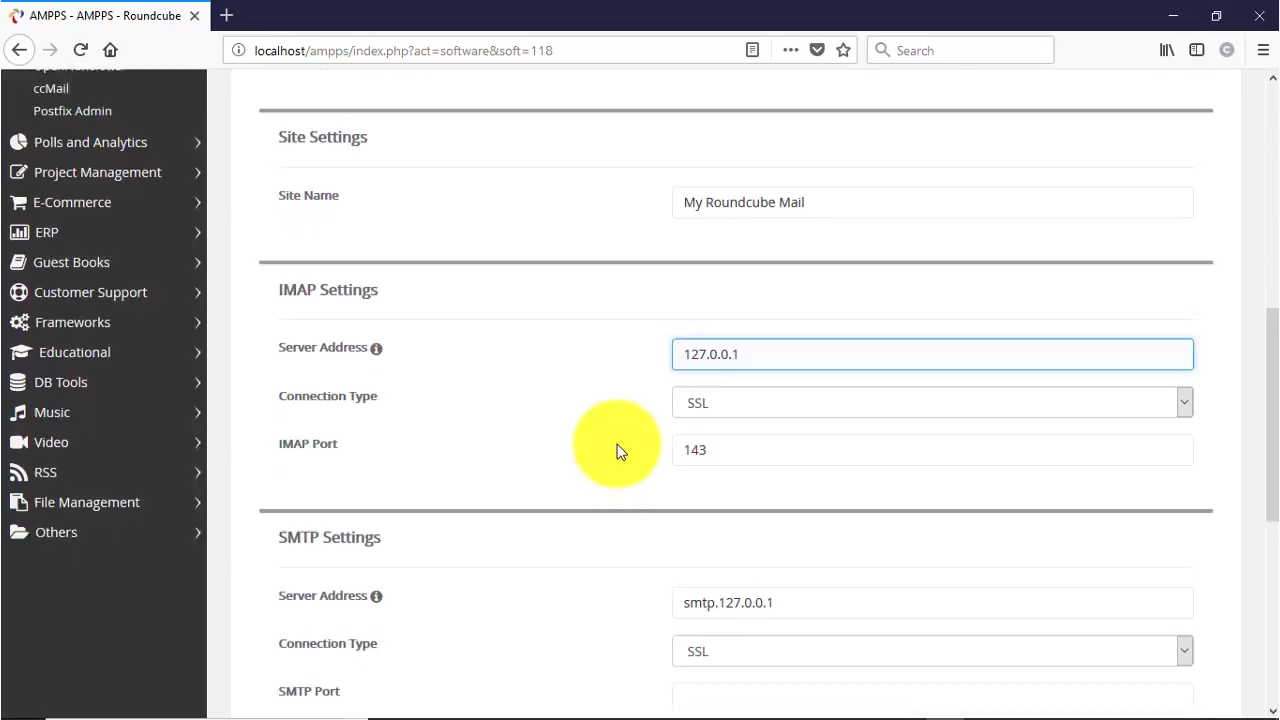 AMPPS - AMPPS - Roundcube
localhost/ampps/index.php?act=software&soft=118
Search
ccMail
Postfix Admin
Polls and Analytics
Project Management
E-Commerce
ERP
Guest Books
Customer Support
Frameworks
Educational
DB Tools
Music
Video
RSS
File Management
Others
Site Settings
Site Name
My Roundcube Mail
IMAP Settings
Server Address
127.0.0.1
Connection Type
SSL
IMAP Port
143
SMTP Settings
Server Address
smtp.127.0.0.1
Connection Type
SSL
SMTP Port